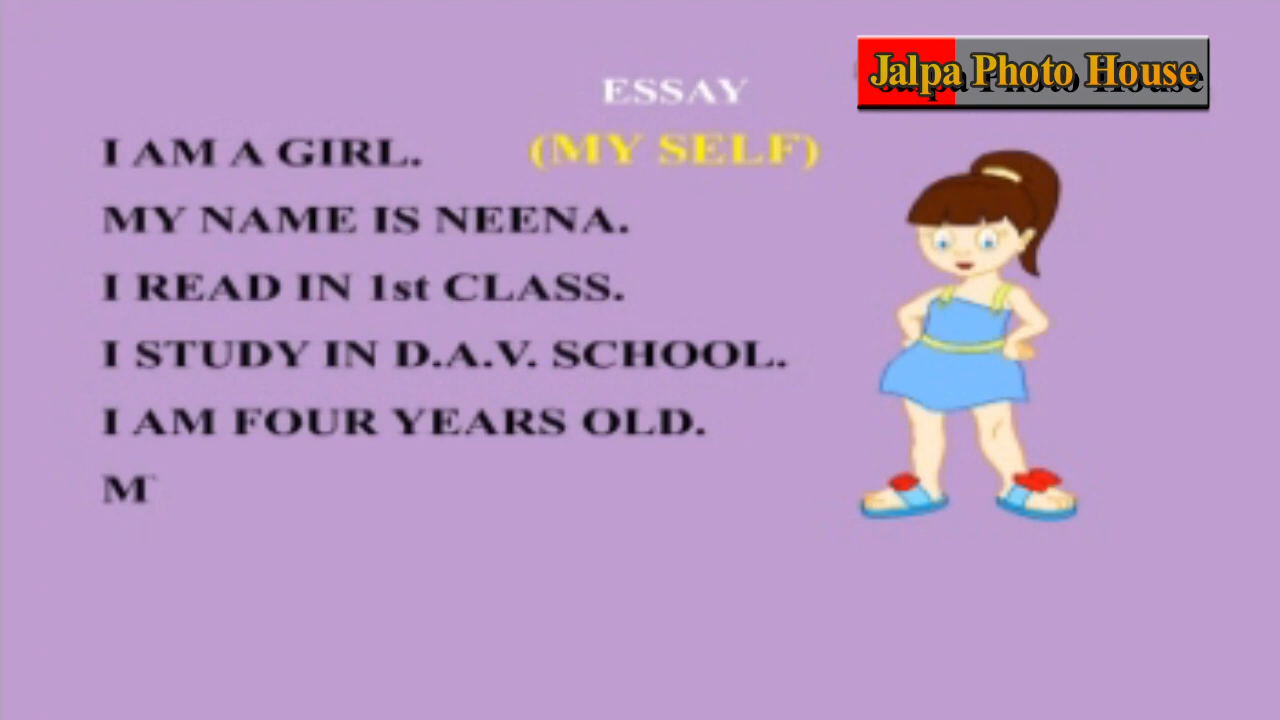 Jalpa Photo House
ESSAY
(MY SELF)
I AM A GIRL.
MY NAME IS NEENA.
I READ IN 1st CLASS.
I STUDY IN D.A.V. SCHOOL.
I AM FOUR YEARS OLD.
M